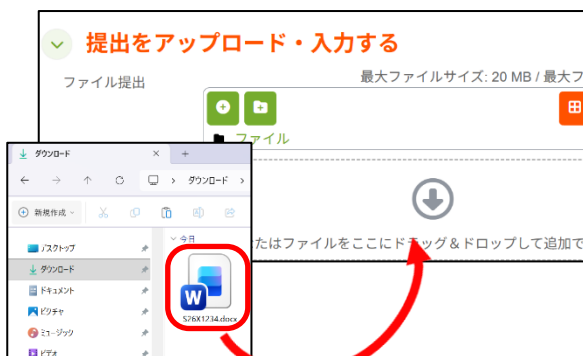 提出をアップロード・入力する
ファイル提出
最大ファイルサイズ: 20 MB / 最大フ
ファイル
たはファイルをここにドラッグ＆ドロップして追加で
ダウンロード
ダウンロード
新規作成
今日
デスクトップ
ダウンロード
ドキュメント
ピクチャ
ミュージック
ビデオ
W
S26X1234.docx